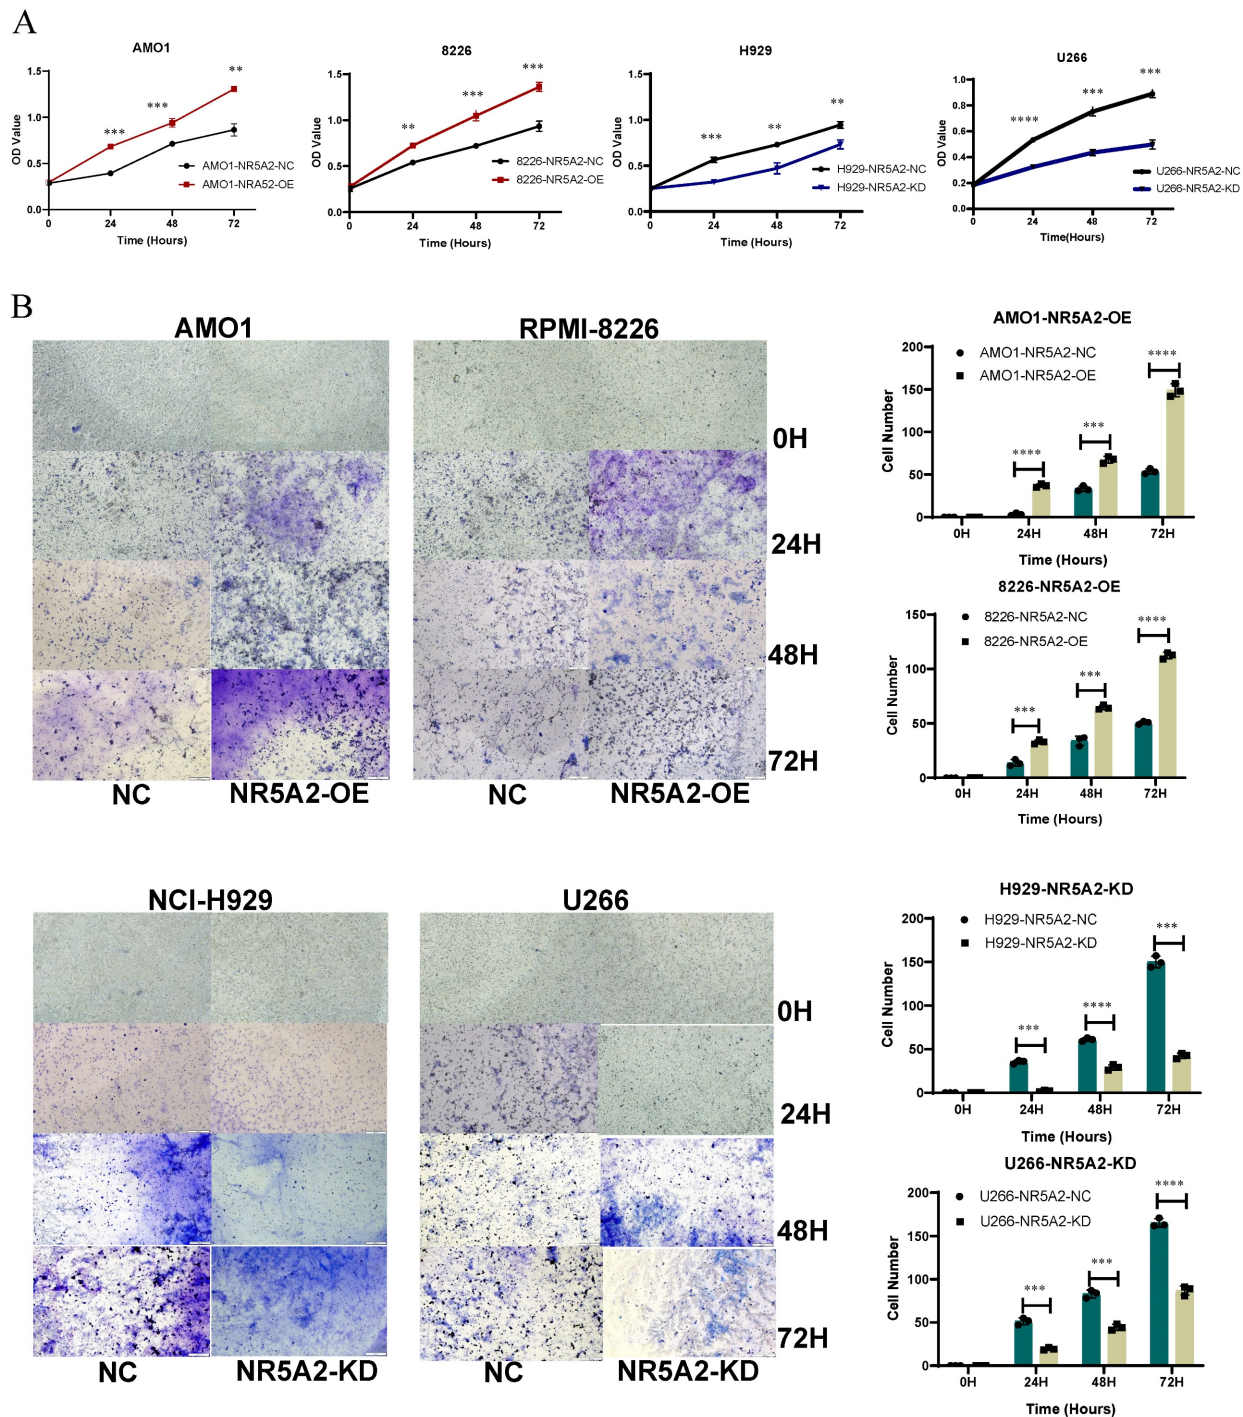 A
AMO1
OD Value
1.5
1.0
0.5
0.0
***
***
**
AMO1-NR5A2-NC
AMO1-NRA52-OE
0 24 48 72
Time (Hours)
8226
OD Value
1.5
1.0
0.5
0.0
**
***
***
8226-NR5A2-NC
8226-NR5A2-OE
0 24 48 72
Time (Hours)
H929
OD Value
1.5
1.0
0.5
0.0
***
**
**
H929-NR5A2-NC
H929-NR5A2-KD
0 24 48 72
Time (Hours)
U266
OD Value
1.0
0.8
0.6
0.4
0.2
0.0
****
***
***
U266-NR5A2-NC
U266-NR5A2-KD
0 24 48 72
Time(Hours)
B
AMO1 RPMI-8226
0H
24H
48H
72H
NC NR5A2-OE NC NR5A2-OE
AMO1-NR5A2-OE
Cell Number
200
150
100
50
0
AMO1-NR5A2-NC
AMO1-NR5A2-OE
****
***
****
0H 24H 48H 72H
Time (Hours)
8226-NR5A2-OE
Cell Number
150
100
50
0
8226-NR5A2-NC
8226-NR5A2-OE
***
***
****
0H 24H 48H 72H
Time (Hours)
NCI-H929 U266
0H
24H
48H
72H
NC NR5A2-KD NC NR5A2-KD
H929-NR5A2-KD
Cell Number
200
150
100
50
0
H929-NR5A2-NC
H929-NR5A2-KD
***
****
***
0H 24H 48H 72H
Time (Hours)
U266-NR5A2-KD
Cell Number
200
150
100
50
0
U266-NR5A2-NC
U266-NR5A2-KD
***
***
****
0H 24H 48H 72H
Time (Hours)